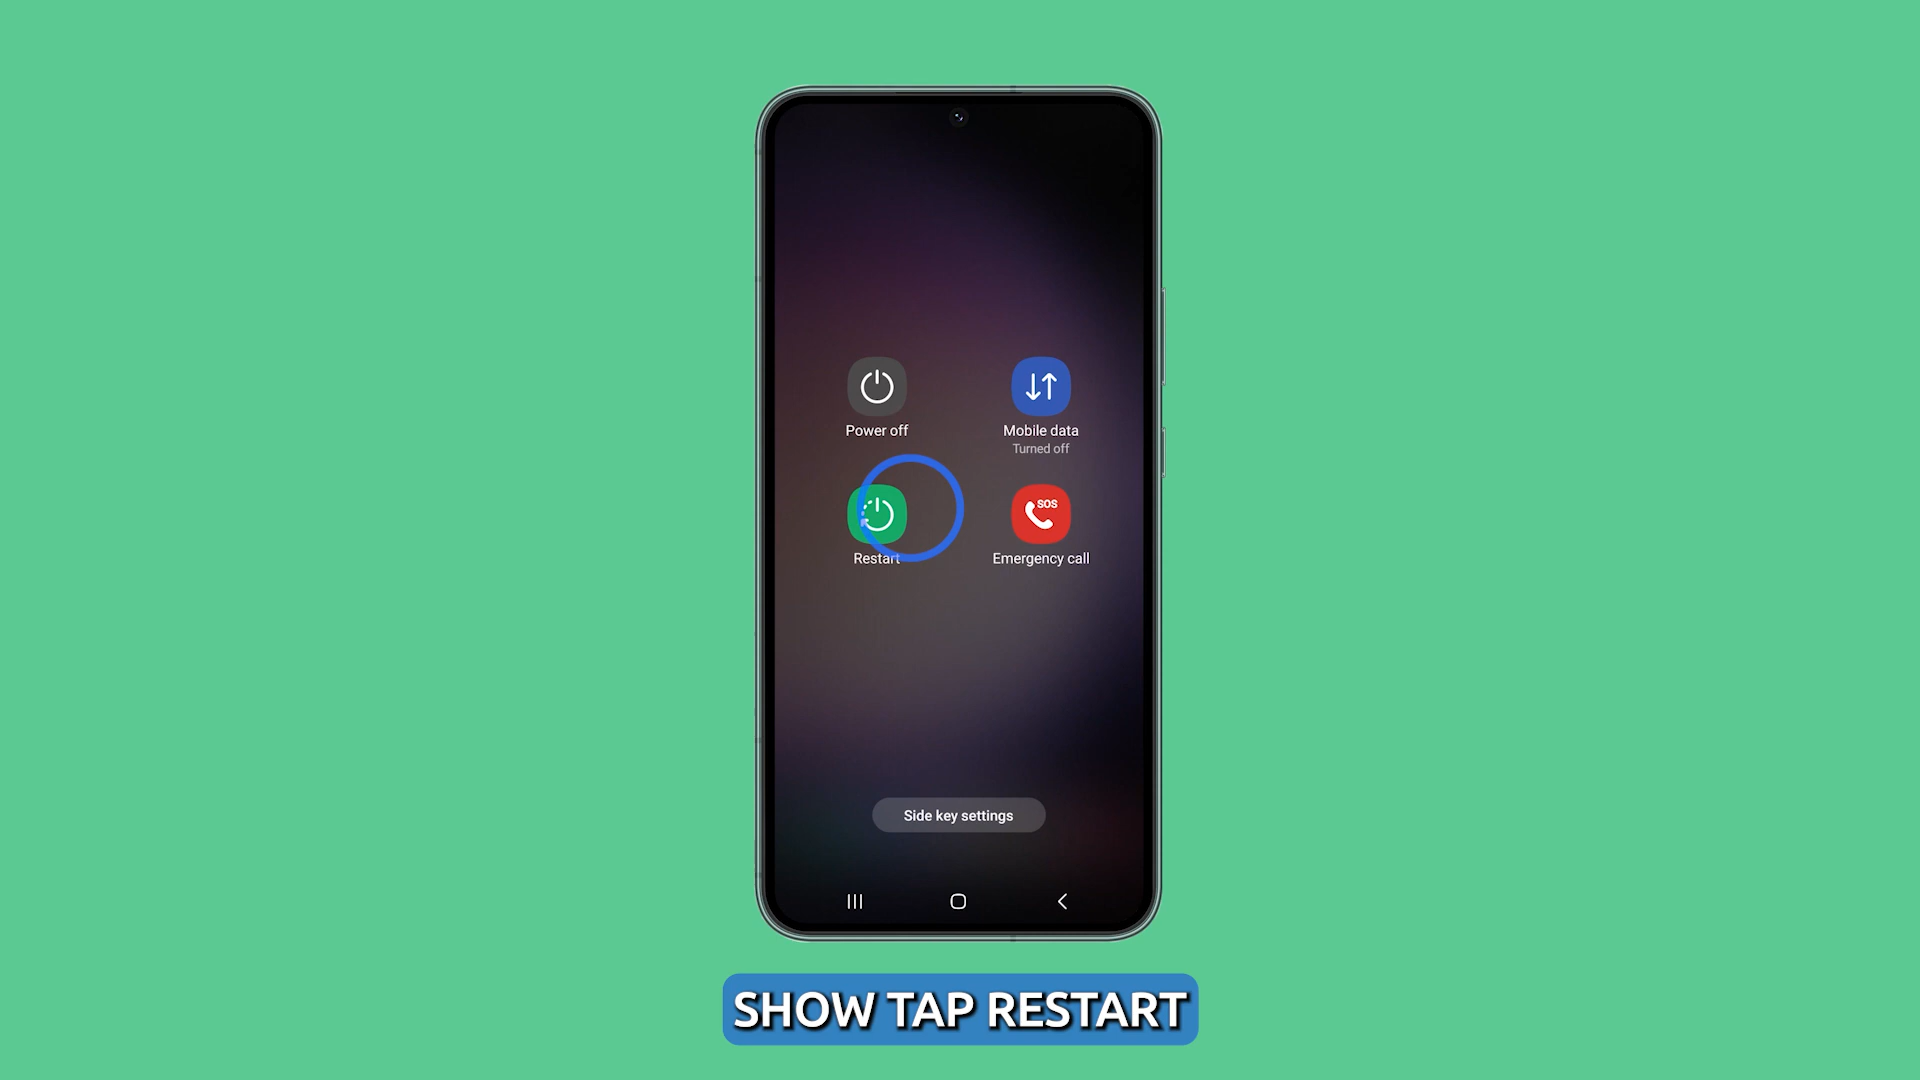 Power off
Mobile data
Turned off
SOS
Restart
Emergency call
Side key settings
SHOW TAP RESTART